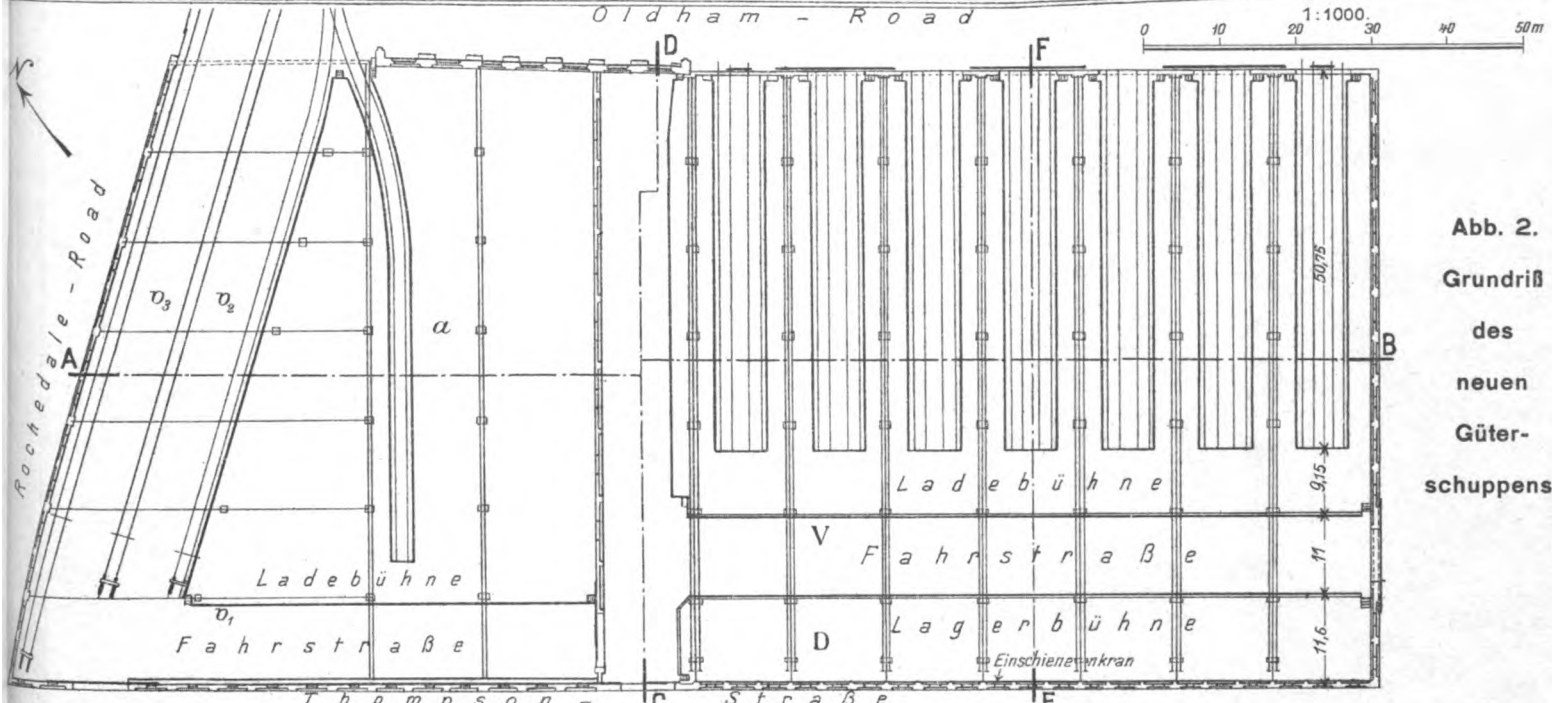 Oldham - Road
1:1000.
0 10 20 30 40 50m
N
D
F
Rochedale-Road
v3
v2
a
A
B
50,75
Abb. 2.
Grundriß
des
neuen
Güter-
schuppens
Ladebühne
9,15
V
Fahrstraße
11
Ladebühne
v1
Fahrstraße
D
Lagerbühne
11,6
Einschienenkran
Thompson - Straße
C
E